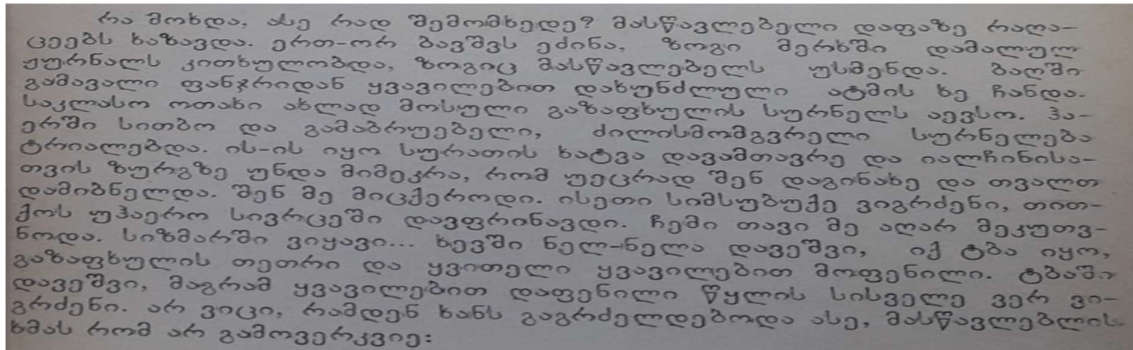 რა მოხდა, ასე რად შემომხედე? მასწავლებელი დაფაზე რაღა-
ცეებს ხაზავდა. ერთ-ორ ბავშვს ეძინა, ზოგი მერხში დამალულ
ჟურნალს კითხულობდა, ზოგიც მასწავლებელს უსმენდა. ბაღში
გამავალი ფანჯრიდან ყვავილებით დახუნძლული ატმის ხე ჩანდა.
საკლასო ოთახი ახლად მოსული გაზაფხულის სურნელს აევსო. ჰა-
ერში სითბო და გამაბრუებელი, ძილისმომგვრელი სურნელება
ტრიალებდა. ის-ის იყო სურათის ხატვა დავამთავრე და იალჩინისა-
თვის ზურგზე უნდა მიმეკრა, რომ უეცრად შენ დაგინახე და თვალთ
დამიბნელდა. შენ მე მიცქეროდი. ისეთი სიმსუბუქე ვიგრძენი, თით-
ქოს უჰაერო სივრცეში დავფრინავდი. ჩემი თავი მე აღარ მეკუთვ-
ნოდა. სიზმარში ვიყავი... ხევში ნელ-ნელა დავეშვი, იქ ტბა იყო,
გაზაფხულის თეთრი და ყვითელი ყვავილებით მოფენილი. ტბაში
დავეშვი, მაგრამ ყვავილებით დაფენილი წყლის სისველე ვერ ვი-
გრძენი. არ ვიცი, რამდენ ხანს გაგრძელდებოდა ასე, მასწავლებლის
ხმას რომ არ გამოვერკვიე: